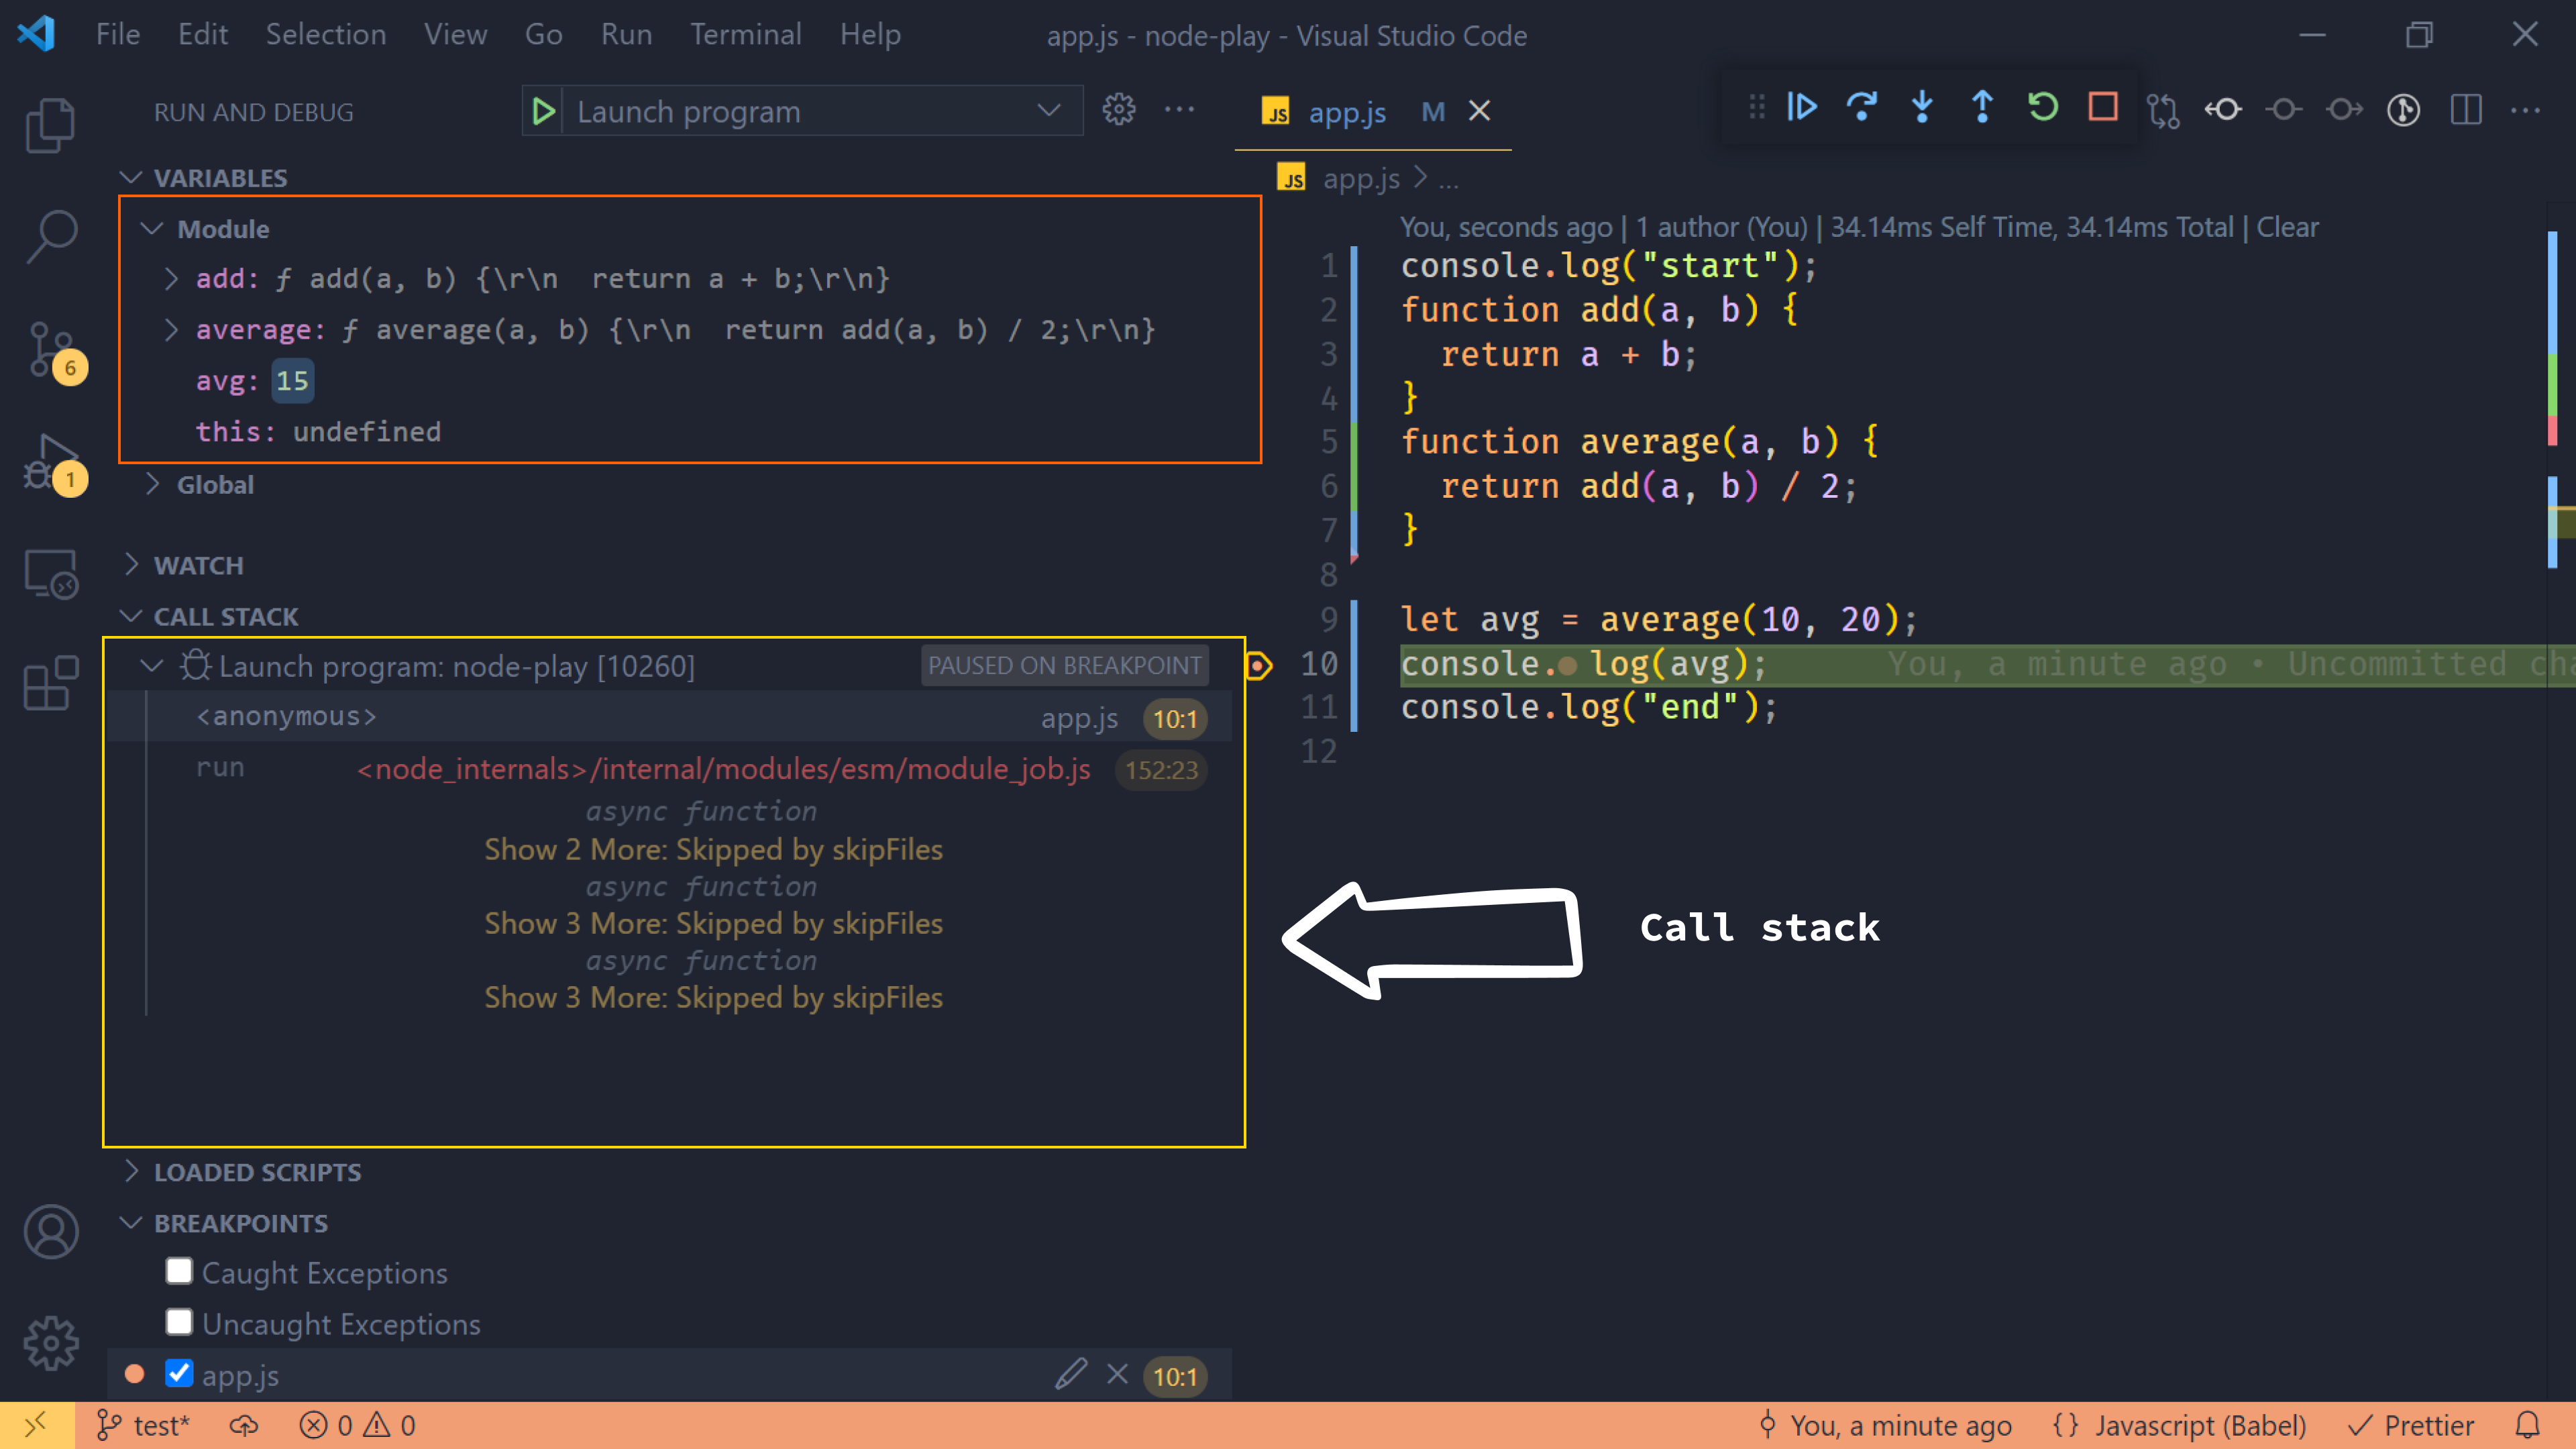 File Edit Selection View Go Run Terminal Help app.js - node-play - Visual Studio Code
RUN AND DEBUG
Launch program
VARIABLES
Module
add: ƒ add(a, b) {\r\n  return a + b;\r\n}
average: ƒ average(a, b) {\r\n  return add(a, b) / 2;\r\n}
avg: 15
this: undefined
Global
WATCH
CALL STACK
Launch program: node-play [10260] PAUSED ON BREAKPOINT
<anonymous> app.js 10:1
run <node_internals>/internal/modules/esm/module_job.js 152:23
async function
Show 2 More: Skipped by skipFiles
async function
Show 3 More: Skipped by skipFiles
async function
Show 3 More: Skipped by skipFiles
LOADED SCRIPTS
BREAKPOINTS
Caught Exceptions
Uncaught Exceptions
app.js 10:1
6
1
JS app.js M
JS app.js > ...
You, seconds ago | 1 author (You) | 34.14ms Self Time, 34.14ms Total | Clear
1 console.log("start");
2 function add(a, b) {
3   return a + b;
4 }
5 function average(a, b) {
6   return add(a, b) / 2;
7 }
8
9 let avg = average(10, 20);
10 console. log(avg); You, a minute ago • Uncommitted cha
11 console.log("end");
12
Call stack
test* 0 0 You, a minute ago {} Javascript (Babel) Prettier